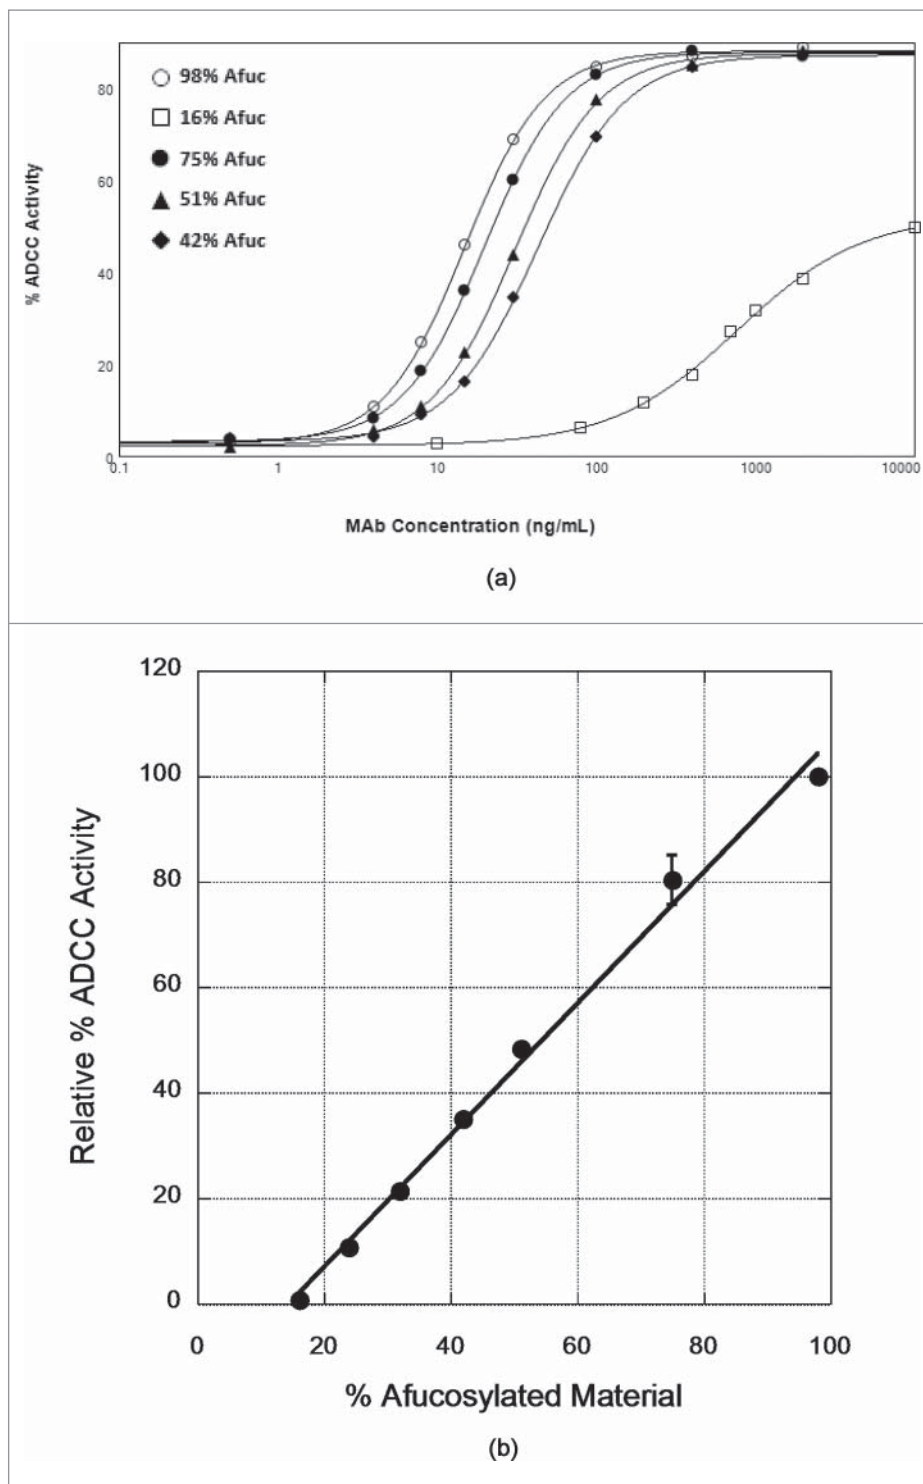 98% Afuc
16% Afuc
75% Afuc
51% Afuc
42% Afuc
% ADCC Activity
80
60
40
20
0
0.1
1
10
100
1000
10000
MAb Concentration (ng/mL)
(a)
Relative % ADCC Activity
120
100
80
60
40
20
0
0
20
40
60
80
100
% Afucosylated Material
(b)